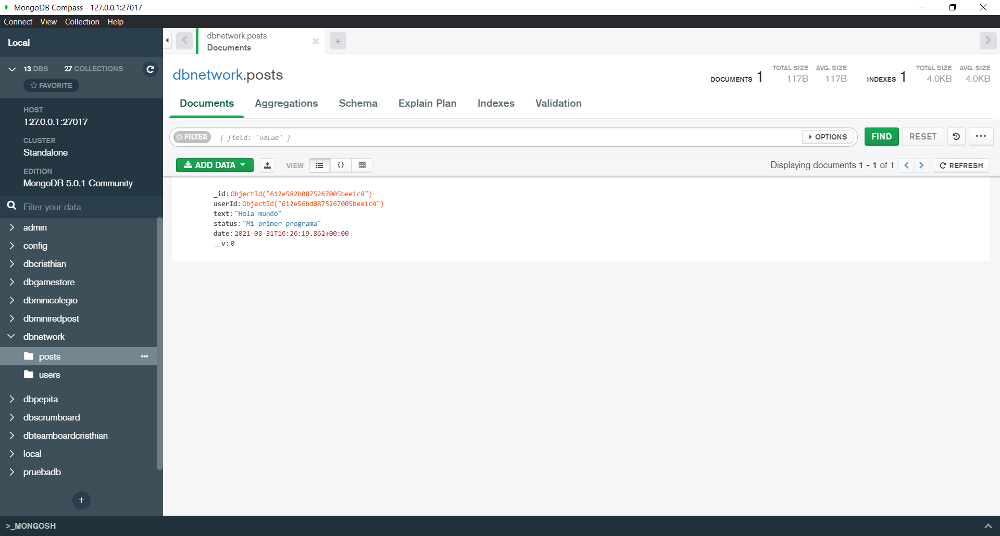 MongoDB Compass - 127.0.0.1:27017
Connect View Collection Help
Local
13 DBS 27 COLLECTIONS
FAVORITE
HOST
127.0.0.1:27017
CLUSTER
Standalone
EDITION
MongoDB 5.0.1 Community
Filter your data
admin
config
dbcristhian
dbgamestore
dbminicolegio
dbminiredpost
dbnetwork
posts
users
dbpepita
dbscrumboard
dbteamboardcristhian
local
pruebadb
+
dbnetwork.posts
Documents
+
dbnetwork.posts
DOCUMENTS 1 TOTAL SIZE 117B AVG. SIZE 117B INDEXES 1 TOTAL SIZE 4.0KB AVG. SIZE 4.0KB
Documents Aggregations Schema Explain Plan Indexes Validation
FILTER { field: 'value' } OPTIONS FIND RESET ...
ADD DATA VIEW {} Displaying documents 1 - 1 of 1 REFRESH
_id: ObjectId("612e582b0875267005bee1c8")
userId: ObjectId("612e56bd0875267005bee1c4")
text: "Hola mundo"
status: "Mi primer programa"
date: 2021-08-31T16:26:19.862+00:00
__v: 0
>_MONGOSH